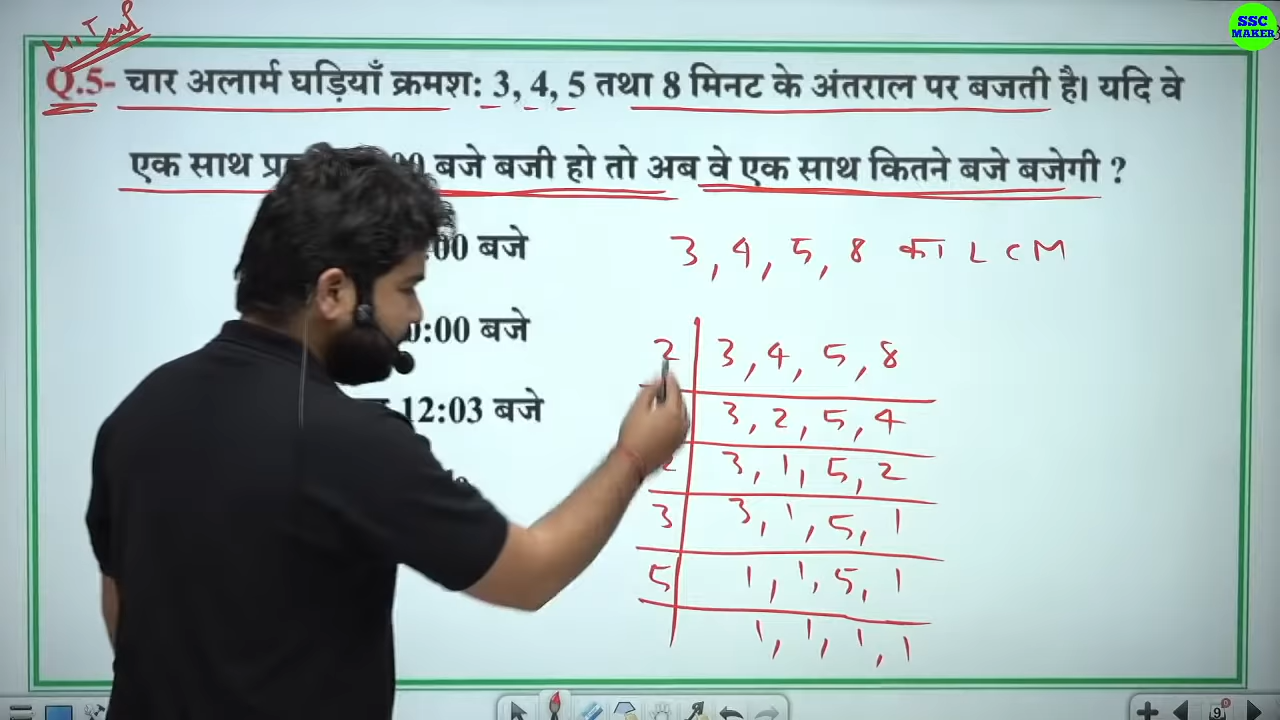 SSC
MAKER
Q.5- चार अलार्म घड़ियाँ क्रमश: 3, 4, 5 तथा 8 मिनट के अंतराल पर बजती है। यदि वे
एक साथ बजे बजी हो तो अब वे एक साथ कितने बजे बजेगी ?
:00 बजे
0:00 बजे
12:03 बजे
3, 4, 5, 8 का LCM
2 3, 4, 5, 8
3, 2, 5, 4
2 3, 1, 5, 2
3 3, 1, 5, 1
5 1, 1, 5, 1
1, 1, 1, 1
9